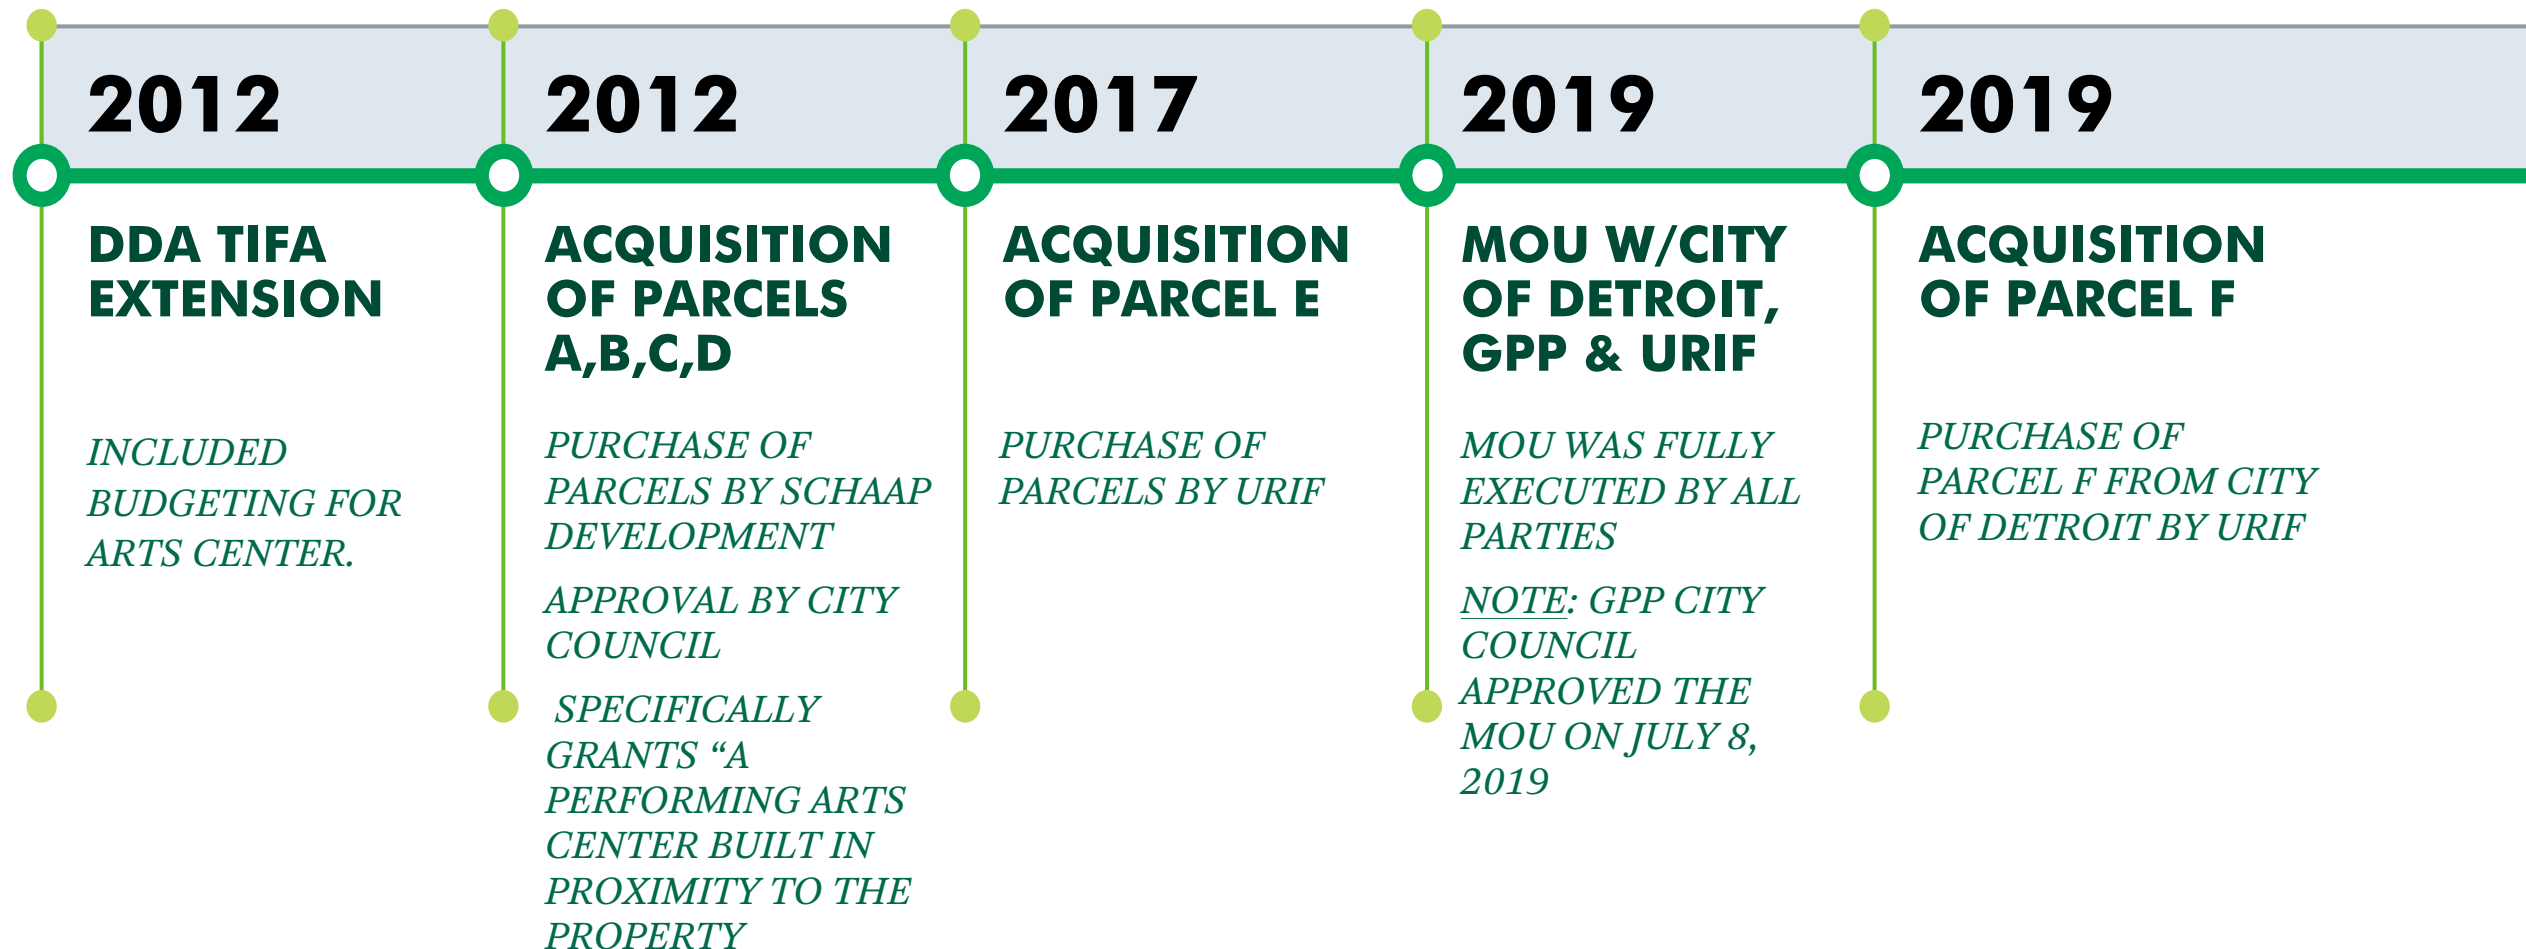 2012
DDA TIFA
EXTENSION
INCLUDED
BUDGETING FOR
ARTS CENTER.
2012
ACQUISITION
OF PARCELS
A,B,C,D
PURCHASE OF
PARCELS BY SCHAAP
DEVELOPMENT
APPROVAL BY CITY
COUNCIL
SPECIFICALLY
GRANTS “A
PERFORMING ARTS
CENTER BUILT IN
PROXIMITY TO THE
PROPERTY
2017
ACQUISITION
OF PARCEL E
PURCHASE OF
PARCELS BY URIF
2019
MOU W/CITY
OF DETROIT,
GPP & URIF
MOU WAS FULLY
EXECUTED BY ALL
PARTIES
NOTE: GPP CITY
COUNCIL
APPROVED THE
MOU ON JULY 8,
2019
2019
ACQUISITION
OF PARCEL F
PURCHASE OF
PARCEL F FROM CITY
OF DETROIT BY URIF